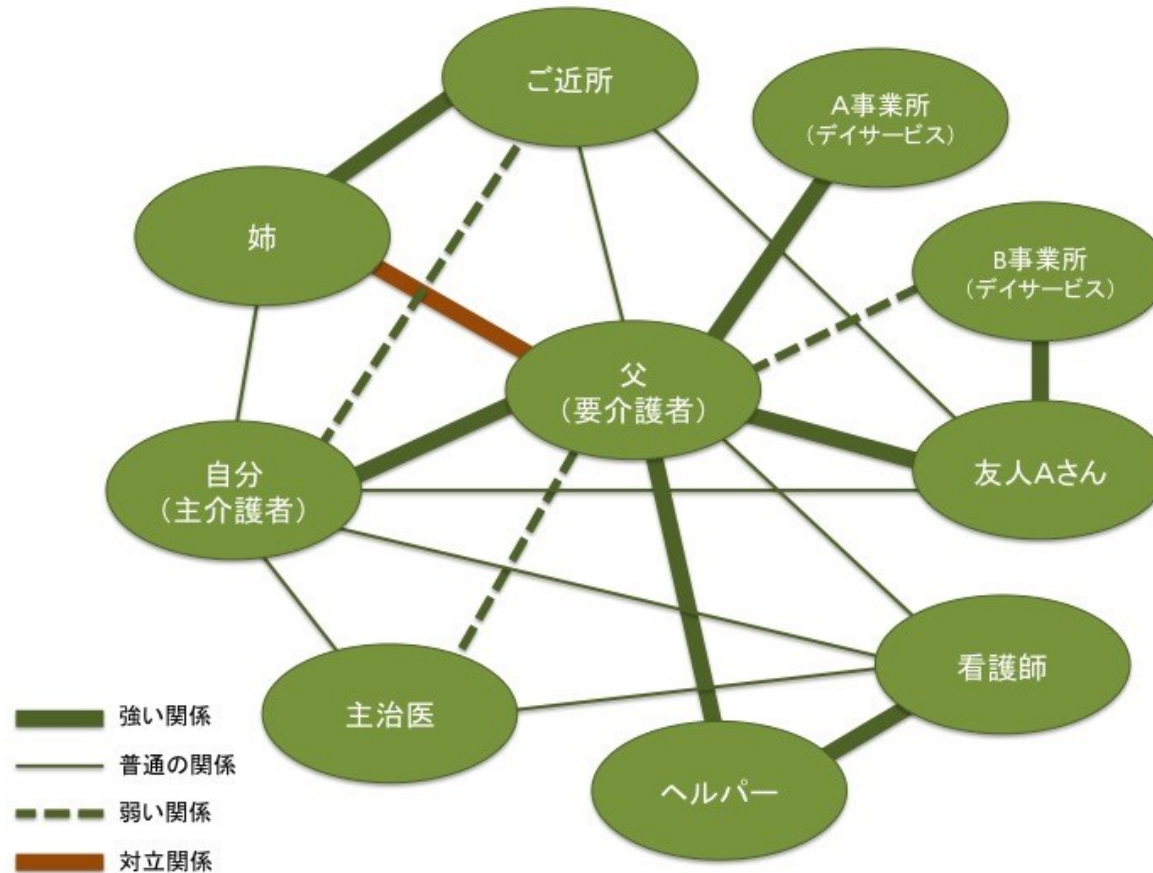 ご近所
A事業所
（デイサービス）
姉
B事業所
（デイサービス）
父
（要介護者）
自分
（主介護者）
友人Aさん
看護師
主治医
ヘルパー
強い関係
普通の関係
弱い関係
対立関係